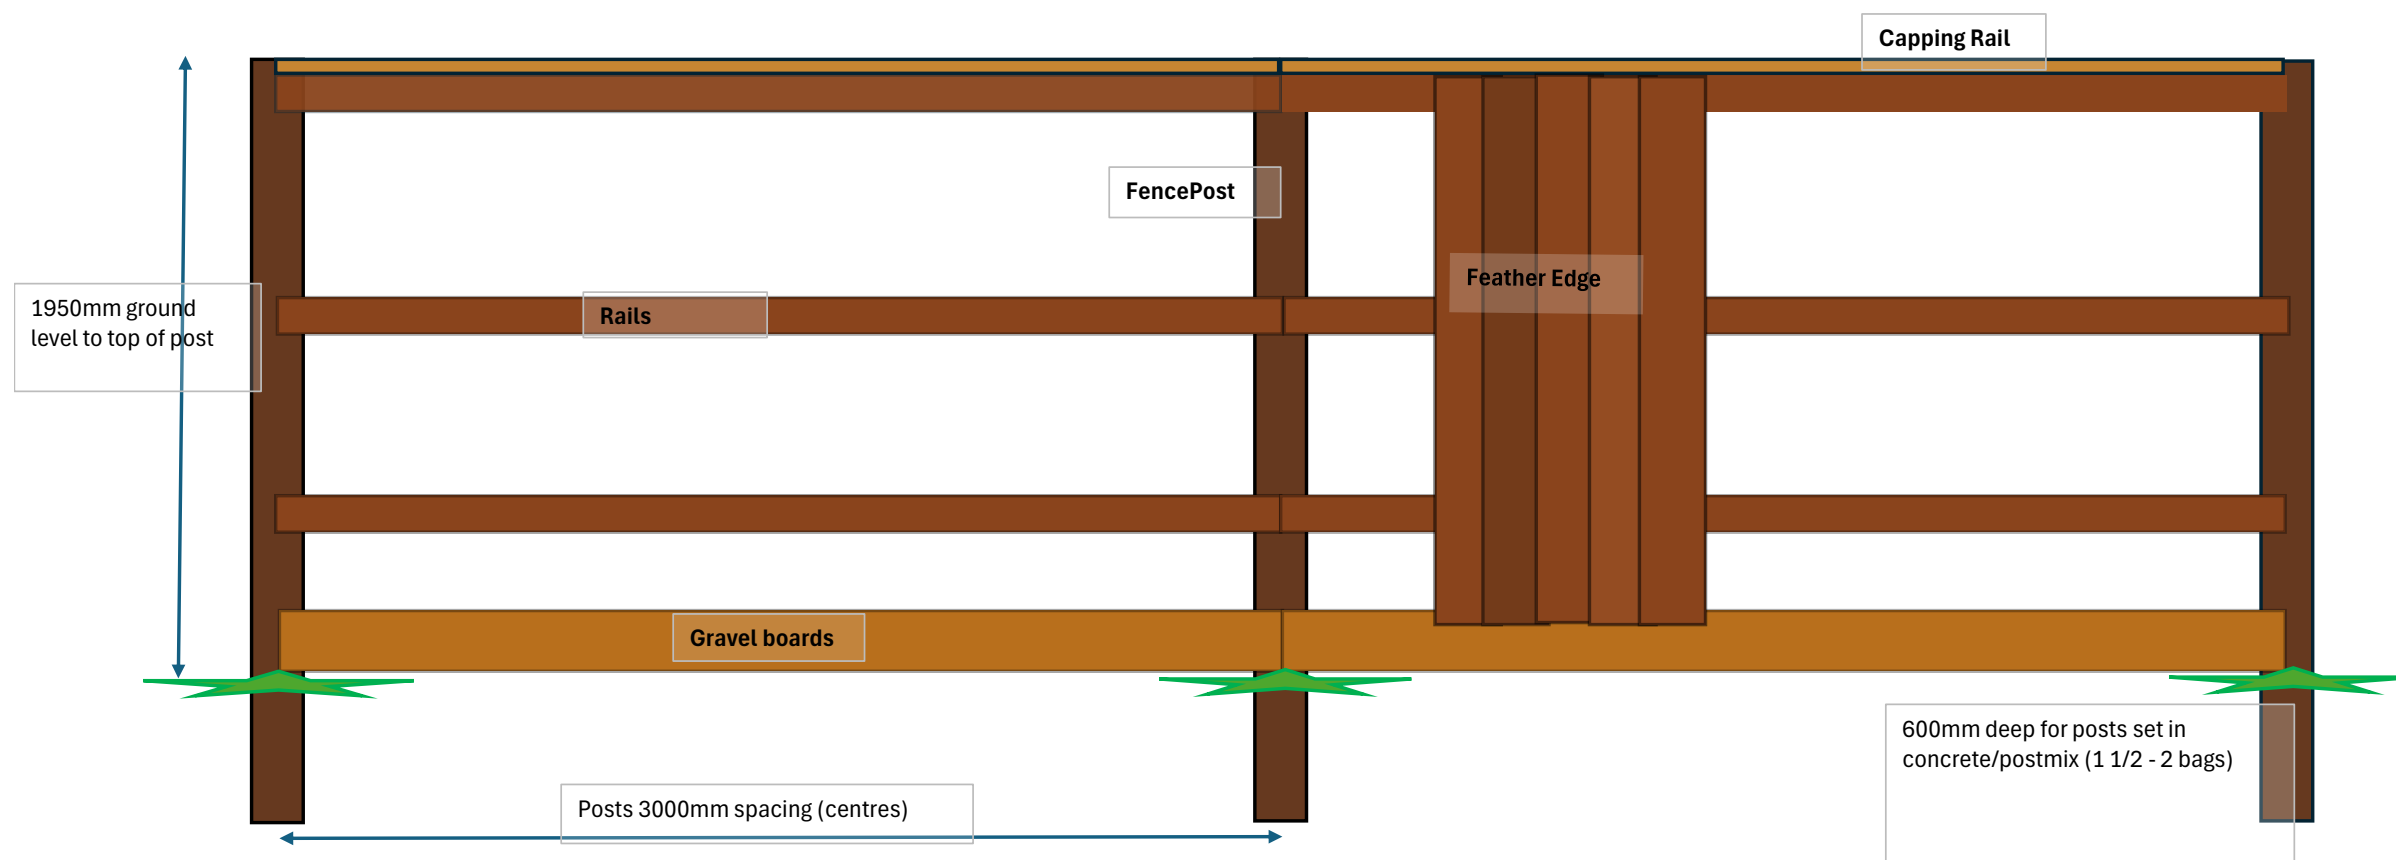 Capping Rail
FencePost
Feather Edge
1950mm ground
level to top of post
Rails
Gravel boards
600mm deep for posts set in
concrete/postmix (1 1/2 - 2 bags)
Posts 3000mm spacing (centres)